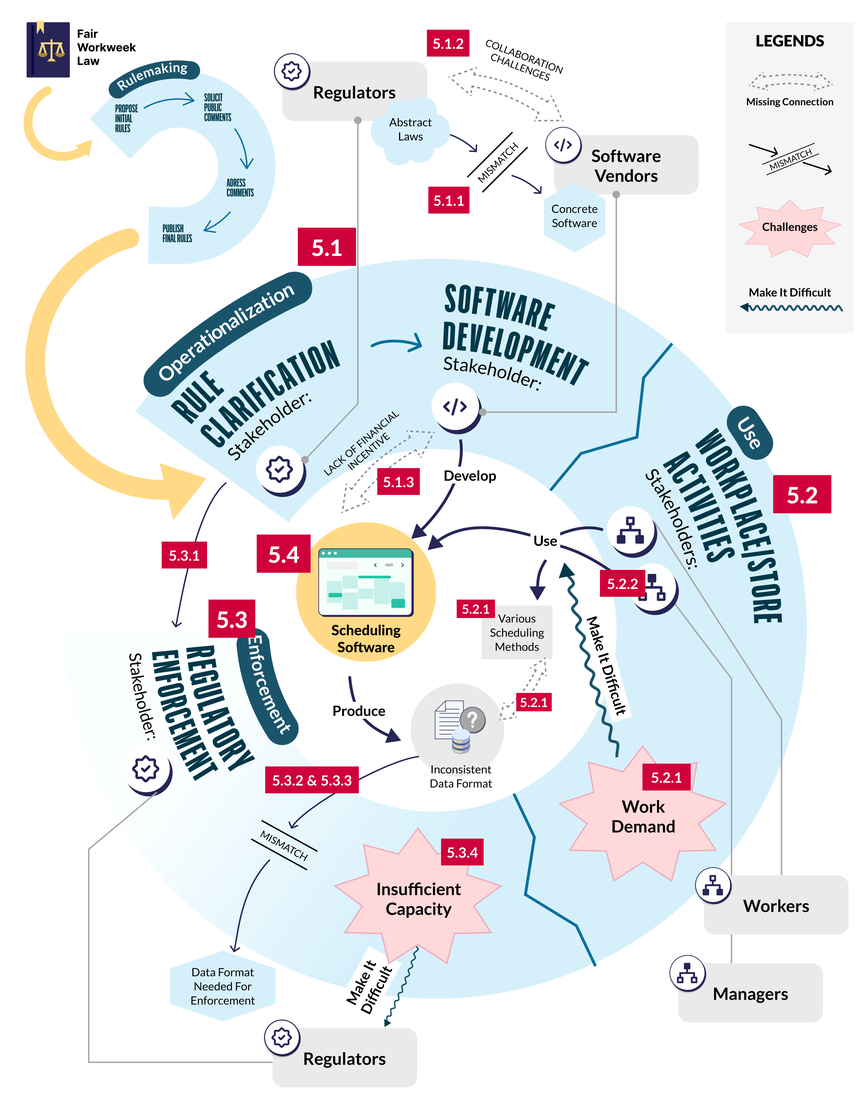 Fair
Workweek
Law
Rulemaking
PROPOSE
INITIAL
RULES
SOLICIT
PUBLIC
COMMENTS
ADRESS
COMMENTS
PUBLISH
FINAL RULES
Regulators
5.1.2
COLLABORATION
CHALLENGES
Abstract
Laws
MISMATCH
5.1.1
Software
Vendors
Concrete
Software
LEGENDS
Missing Connection
MISMATCH
Challenges
Make It Difficult
5.1
Operationalization
RULE
CLARIFICATION
Stakeholder:
SOFTWARE
DEVELOPMENT
Stakeholder:
LACK OF FINANCIAL
INCENTIVE
5.1.3
Develop
Use
WORKPLACE/STORE
ACTIVITIES
Stakeholders:
5.2
5.3.1
5.4
Scheduling
Software
Use
5.2.2
5.2.1
Various
Scheduling
Methods
5.2.1
Make It Difficult
5.3
Enforcement
REGULATORY
ENFORCEMENT
Stakeholder:
Produce
Inconsistent
Data Format
5.3.2 & 5.3.3
MISMATCH
5.2.1
Work
Demand
5.3.4
Insufficient
Capacity
Make It
Difficult
Data Format
Needed For
Enforcement
Regulators
Workers
Managers